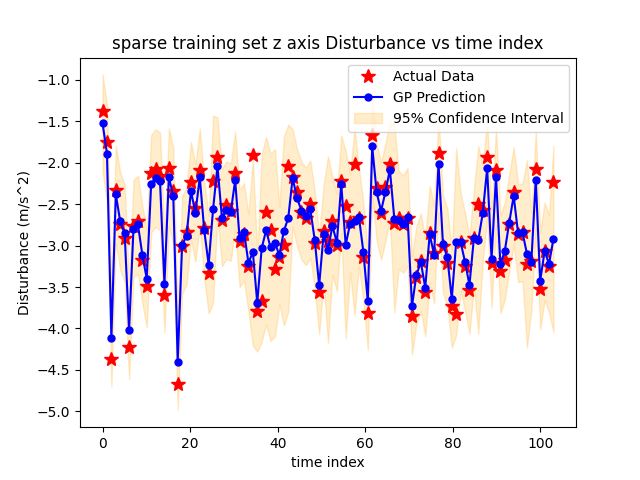 sparse training set z axis Disturbance vs time index
Actual Data
GP Prediction
95% Confidence Interval
Disturbance (m/s^2)
−1.0
−1.5
−2.0
−2.5
−3.0
−3.5
−4.0
−4.5
−5.0
0 20 40 60 80 100
time index